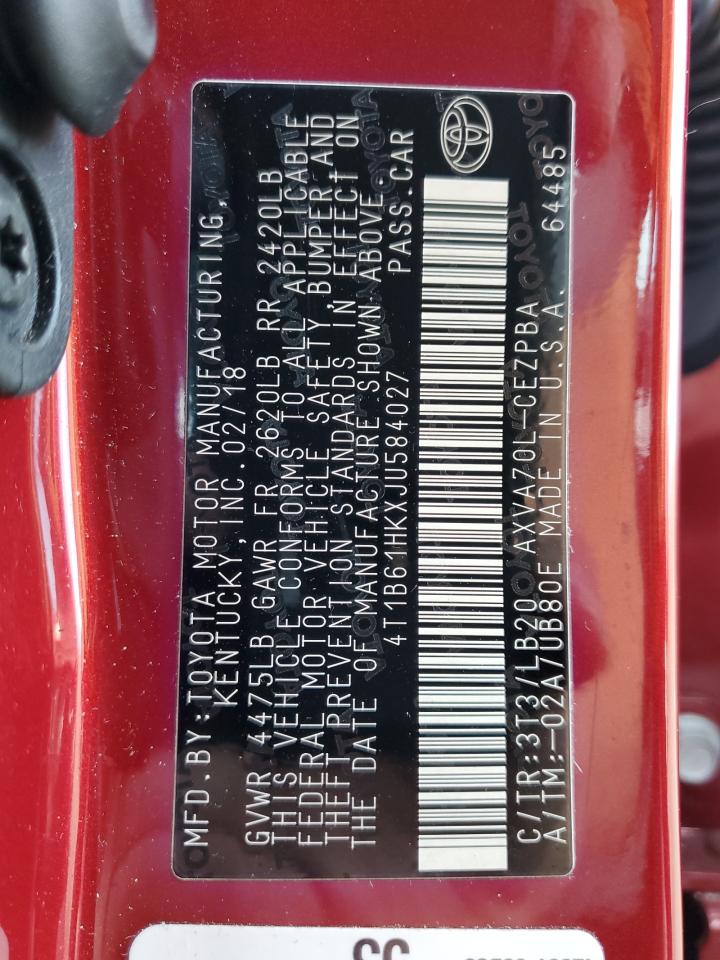 MFD.BY:TOYOTA MOTOR MANUFACTURING,
KENTUCKY, INC. 02/18
GVWR 4475LB GAWR FR 2620LB RR 2420LB
THIS VEHICLE CONFORMS TO ALL APPLICABLE
FEDERAL MOTOR VEHICLE SAFETY, BUMPER, AND
THEFT PREVENTION STANDARDS IN EFFECT ON
THE DATE OF MANUFACTURE SHOWN ABOVE.
4T1B61HKXJU584027 PASS.CAR
C/TR:3T3/LB20 AXVA70L-CEZPBA
A/TM:-02A/UB80E MADE IN U.S.A. 64485